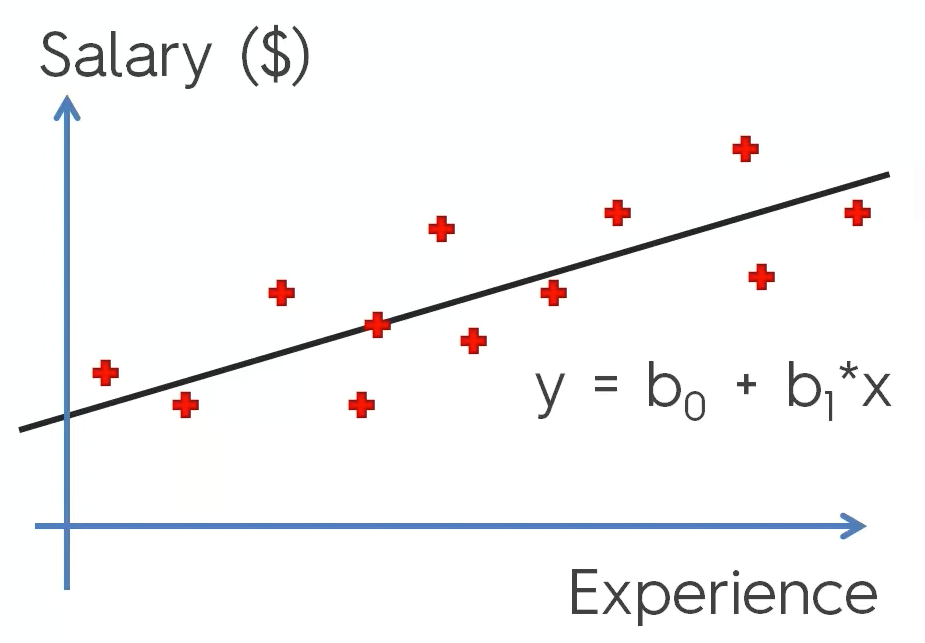 Salary ($)
y = b₀ + b₁*x
Experience